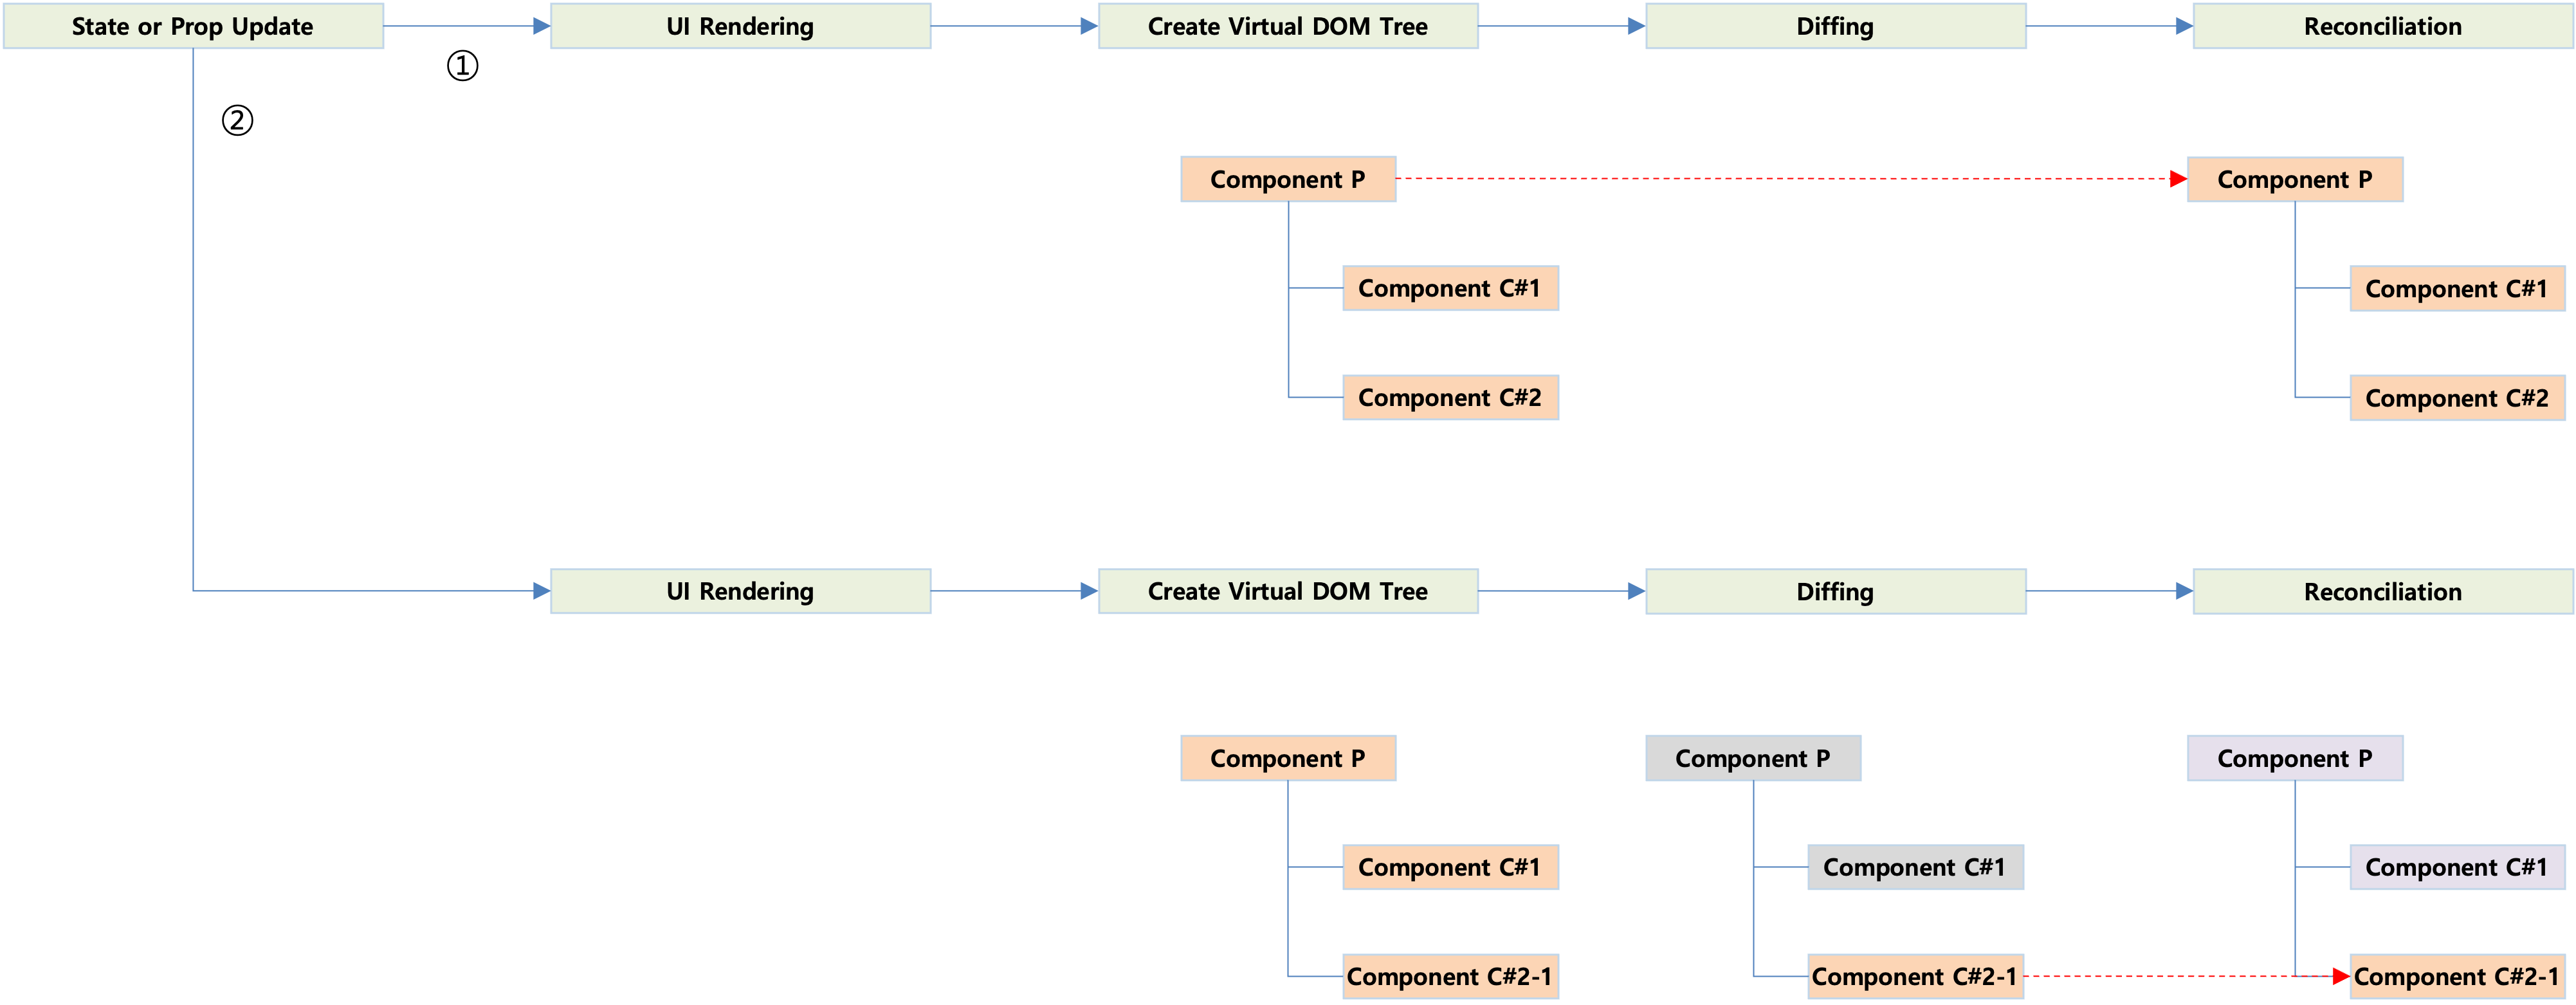 State or Prop Update
UI Rendering
Create Virtual DOM Tree
Diffing
Reconciliation
①
②
Component P
Component P
Component C#1
Component C#1
Component C#2
Component C#2
UI Rendering
Create Virtual DOM Tree
Diffing
Reconciliation
Component P
Component P
Component P
Component C#1
Component C#1
Component C#1
Component C#2-1
Component C#2-1
Component C#2-1